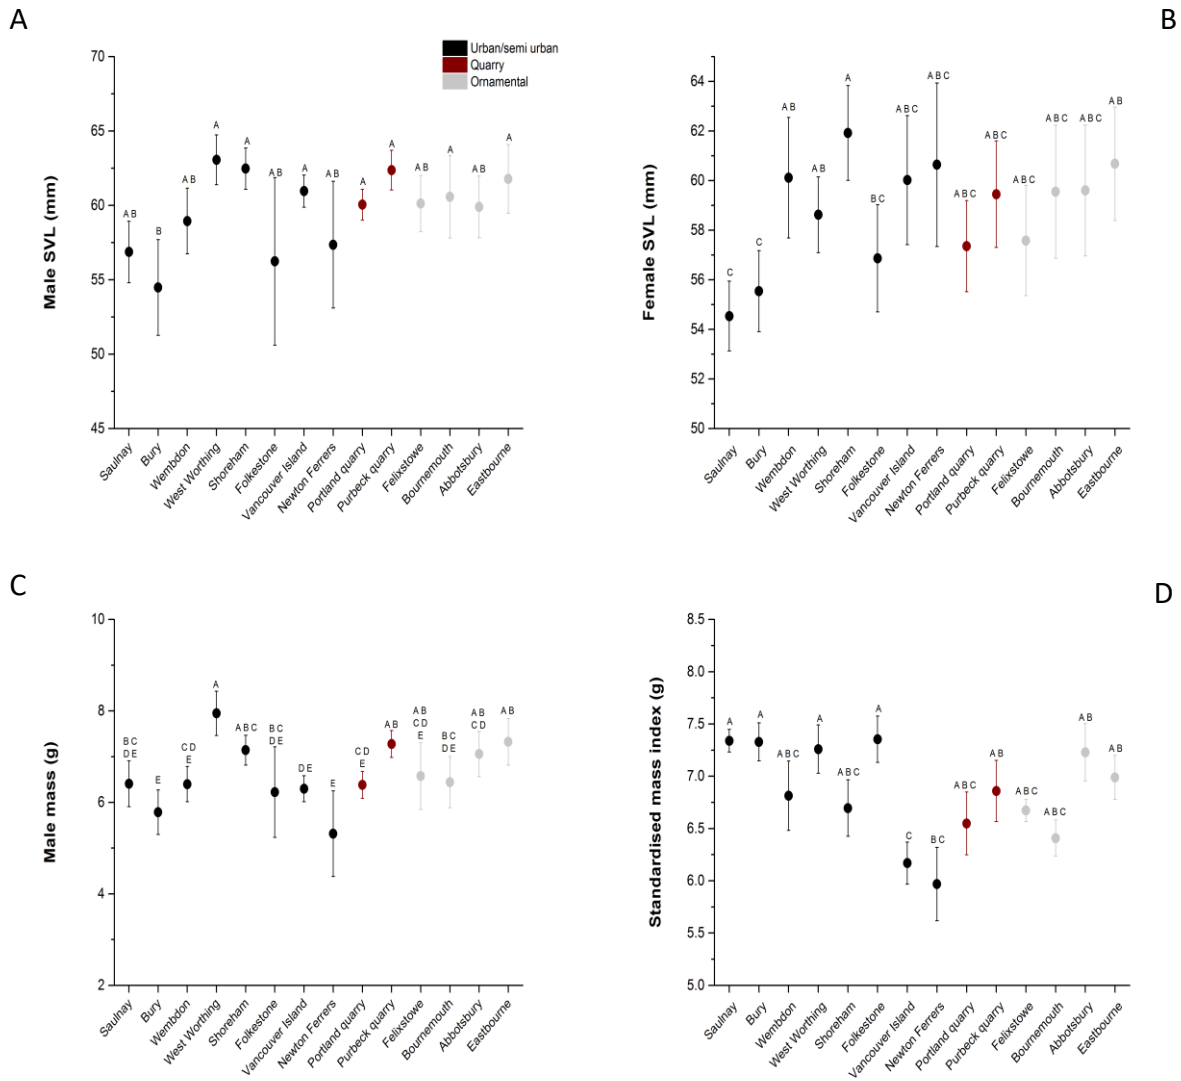 A
B
Urban/semi urban
Quarry
Ornamental
70
65
60
55
50
45
Male SVL (mm)
A B
B
A B
A
A
A B
A
A B
A
A
A B
A
A B
A
Saulnay
Bury
Wembdon
West Worthing
Shoreham
Folkestone
Vancouver Island
Newton Ferrers
Portland quarry
Purbeck quarry
Felixstowe
Bournemouth
Abbotsbury
Eastbourne
64
62
60
58
56
54
52
50
Female SVL (mm)
C
C
A B
A B
A
B C
A B C
A B C
A B C
A B C
A B C
A B C
A B C
A B
Saulnay
Bury
Wembdon
West Worthing
Shoreham
Folkestone
Vancouver Island
Newton Ferrers
Portland quarry
Purbeck quarry
Felixstowe
Bournemouth
Abbotsbury
Eastbourne
C
D
10
8
6
4
2
Male mass (g)
B C
D E
E
C D
E
A
A B C
B C
D E
D E
E
C D
E
A B
A B
C D
E
B C
D E
A B
C D
A B
Saulnay
Bury
Wembdon
West Worthing
Shoreham
Folkestone
Vancouver Island
Newton Ferrers
Portland quarry
Purbeck quarry
Felixstowe
Bournemouth
Abbotsbury
Eastbourne
8.5
8.0
7.5
7.0
6.5
6.0
5.5
5.0
Standardised mass index (g)
A
A
A B C
A
A B C
A
C
B C
A B C
A B
A B C
A B C
A B
A B
Saulnay
Bury
Wembdon
West Worthing
Shoreham
Folkestone
Vancouver Island
Newton Ferrers
Portland quarry
Purbeck quarry
Felixstowe
Bournemouth
Abbotsbury
Eastbourne